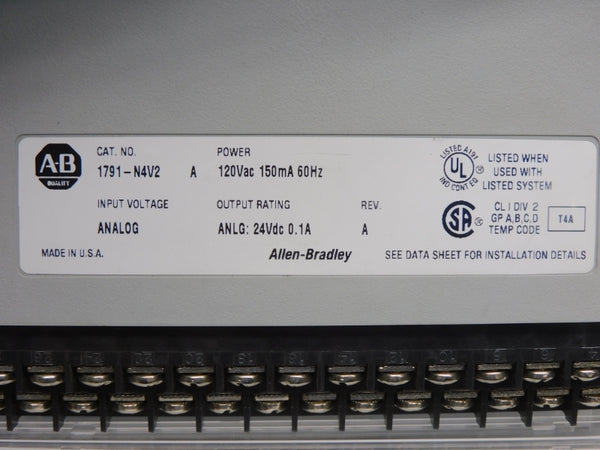 A-B
QUALITY
CAT. NO.
1791-N4V2 A
POWER
120Vac 150mA 60Hz
INPUT VOLTAGE
ANALOG
OUTPUT RATING
ANLG: 24Vdc 0.1A
REV.
A
MADE IN U.S.A.
Allen-Bradley
LISTED A197
UL
IND CONT EQ
LISTED WHEN
USED WITH
LISTED SYSTEM
SA
CL I DIV 2
GP A,B,C,D
TEMP CODE
T4A
SEE DATA SHEET FOR INSTALLATION DETAILS